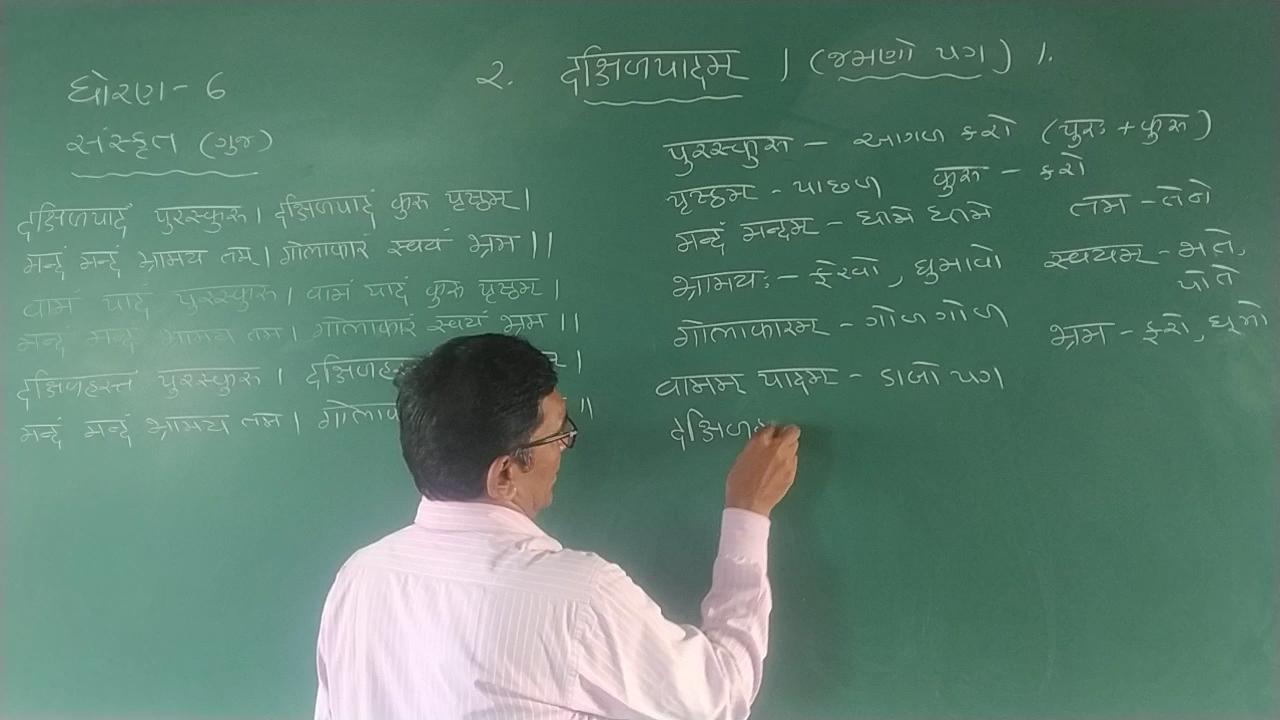 ધોરણ - 6
સંસ્કૃત (ગુજ)
२. दक्षिणपादम् । (જમણો પગ) ।.
दक्षिणपादं पुरस्कुरु । दक्षिणपादं कुरु पृष्ठम् ।
मन्दं मन्दं भ्रामय तम् । गोलाकारं स्वयं भ्रम ।।
वामं पादं पुरस्कुरु । वामं पादं कुरु पृष्ठम् ।
मन्दं मन्दं भ्रामय तम् । गोलाकारं स्वयं भ्रम ।।
दक्षिणहस्तं पुरस्कुरु ।
मन्दं मन्दं भ्रामय तम् ।
पुरस्कुरु - આગળ કરો (पुरः + कुरु)
पृष्ठम् - પાછળ कुरु - કરો
मन्दं मन्दम् - ધીમે ધીમે तम् - તેને
भ्रामयः - ફેરવો, ઘુમાવો स्वयम् - જાતે,
પોતે
गोलाकारम् - ગોળ ગોળ भ्रम - ફરો, ઘૂમો
वामम् पादम् - ડાબો પગ
दक्षिण